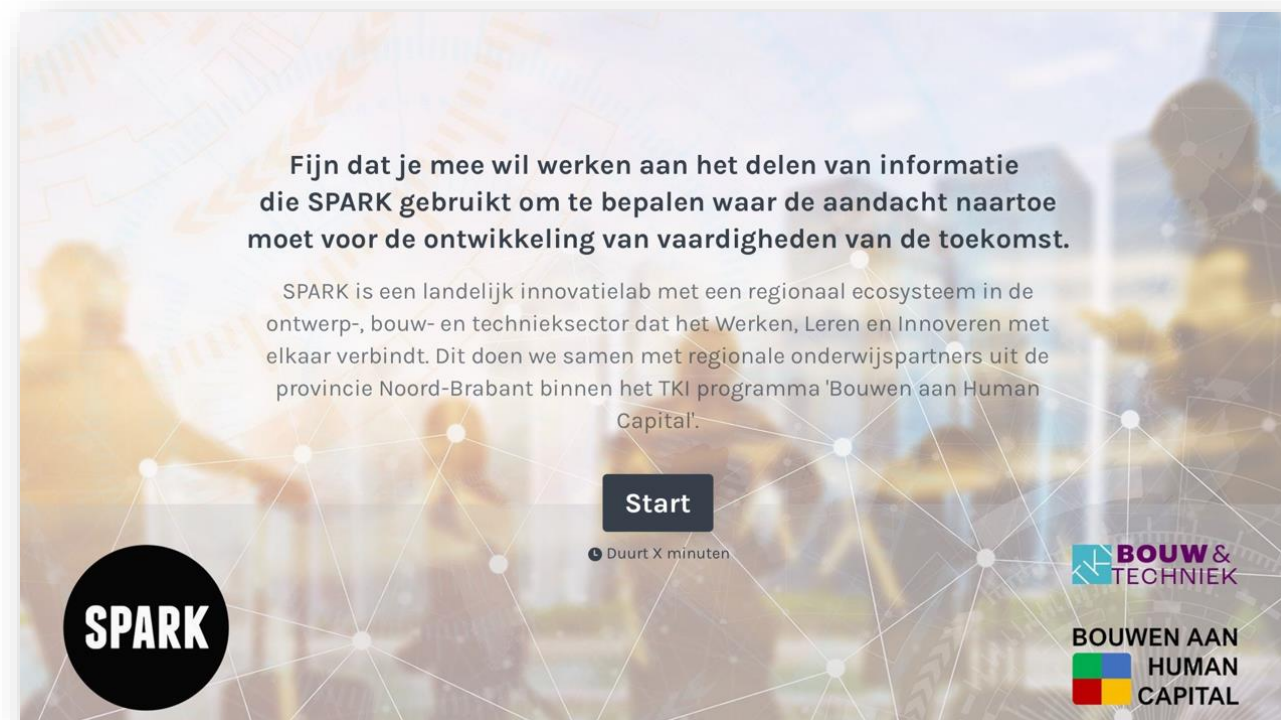 Fijn dat je mee wil werken aan het delen van informatie
die SPARK gebruikt om te bepalen waar de aandacht naartoe
moet voor de ontwikkeling van vaardigheden van de toekomst.
SPARK is een landelijk innovatielab met een regionaal ecosysteem in de
ontwerp-, bouw- en technieksector dat het Werken, Leren en Innoveren met
elkaar verbindt. Dit doen we samen met regionale onderwijspartners uit de
provincie Noord-Brabant binnen het TKI programma 'Bouwen aan Human
Capital'.
Start
Duurt X minuten
SPARK
BOUW &
TECHNIEK
BOUWEN AAN
HUMAN
CAPITAL